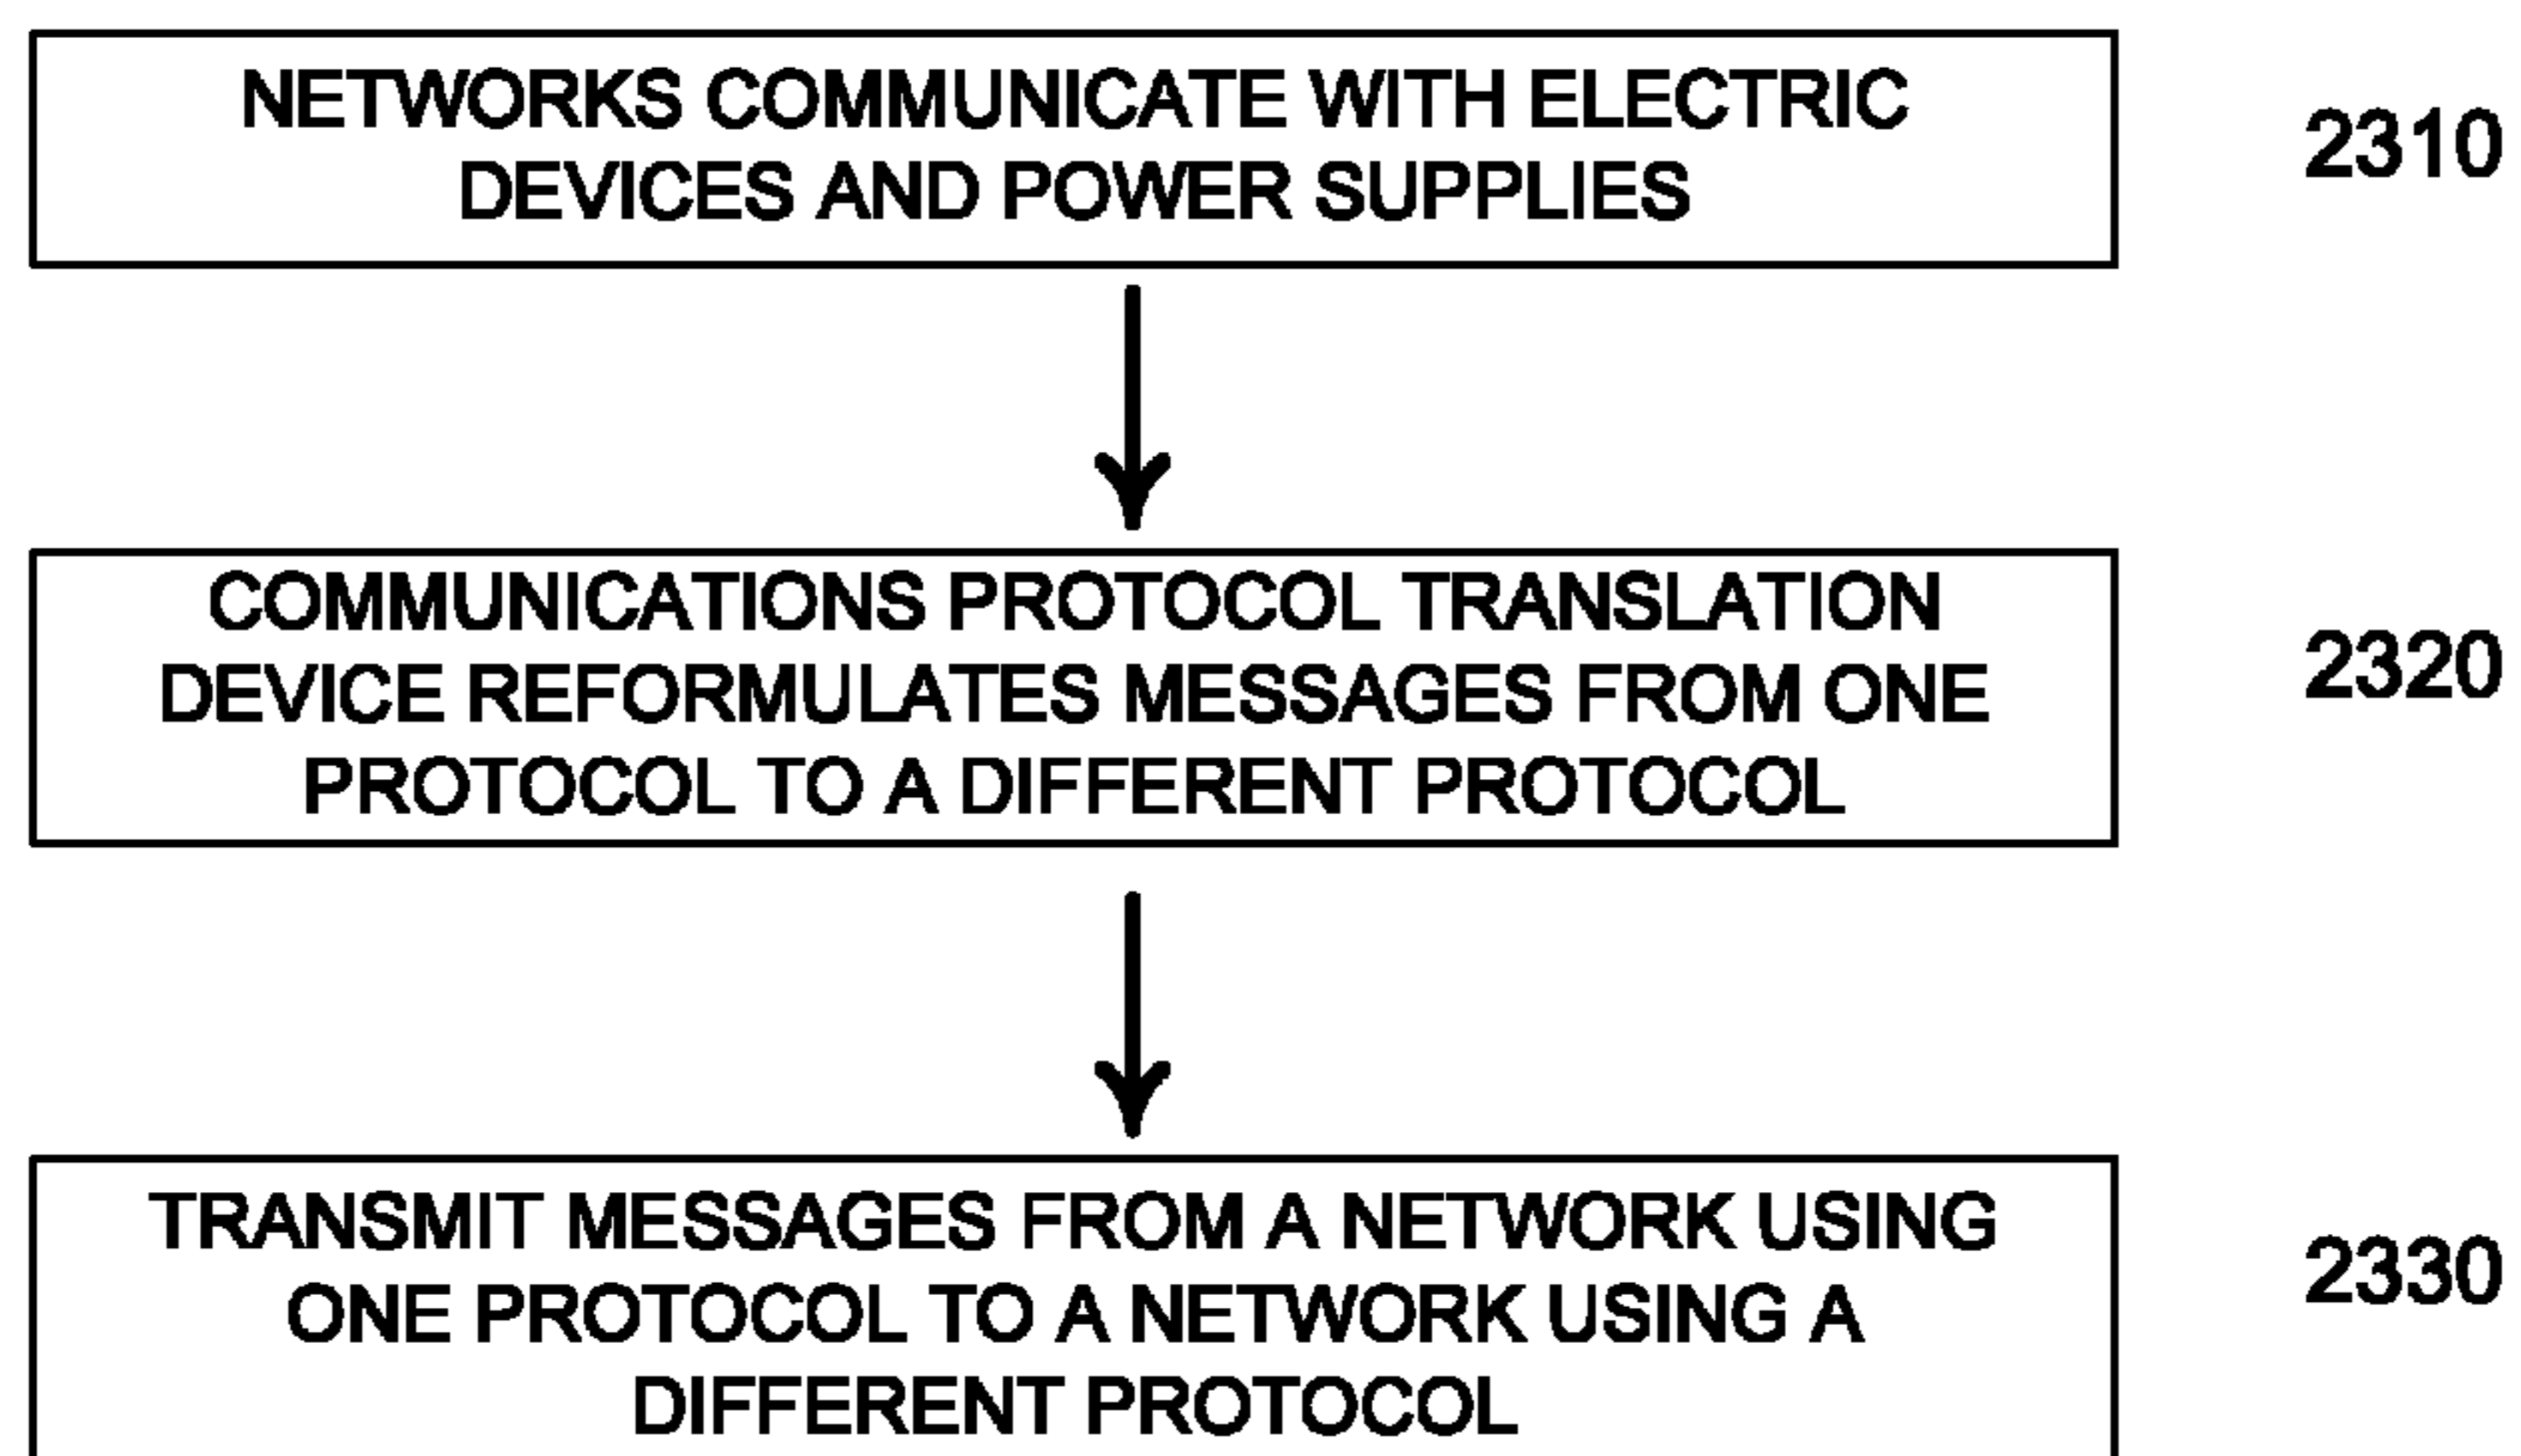 NETWORKS COMMUNICATE WITH ELECTRIC
DEVICES AND POWER SUPPLIES
2310
COMMUNICATIONS PROTOCOL TRANSLATION
DEVICE REFORMULATES MESSAGES FROM ONE
PROTOCOL TO A DIFFERENT PROTOCOL
2320
TRANSMIT MESSAGES FROM A NETWORK USING
ONE PROTOCOL TO A NETWORK USING A
DIFFERENT PROTOCOL
2330